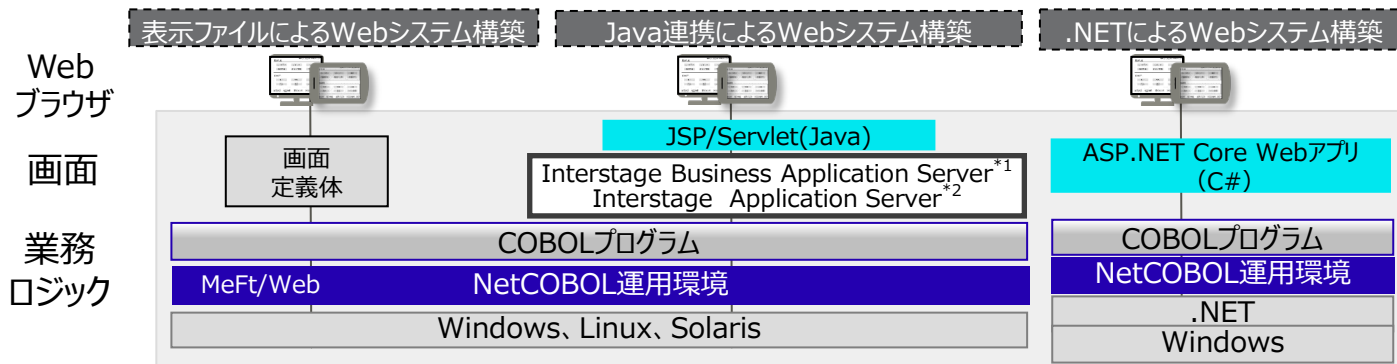 表示ファイルによるWebシステム構築
Java連携によるWebシステム構築
.NETによるWebシステム構築
Web
ブラウザ
画面
画面
定義体
JSP/Servlet(Java)
Interstage Business Application Server*1
Interstage Application Server*2
ASP.NET Core Webアプリ
（C#）
業務
ロジック
COBOLプログラム
COBOLプログラム
MeFt/Web
NetCOBOL運用環境
NetCOBOL運用環境
Windows、Linux、Solaris
.NET
Windows